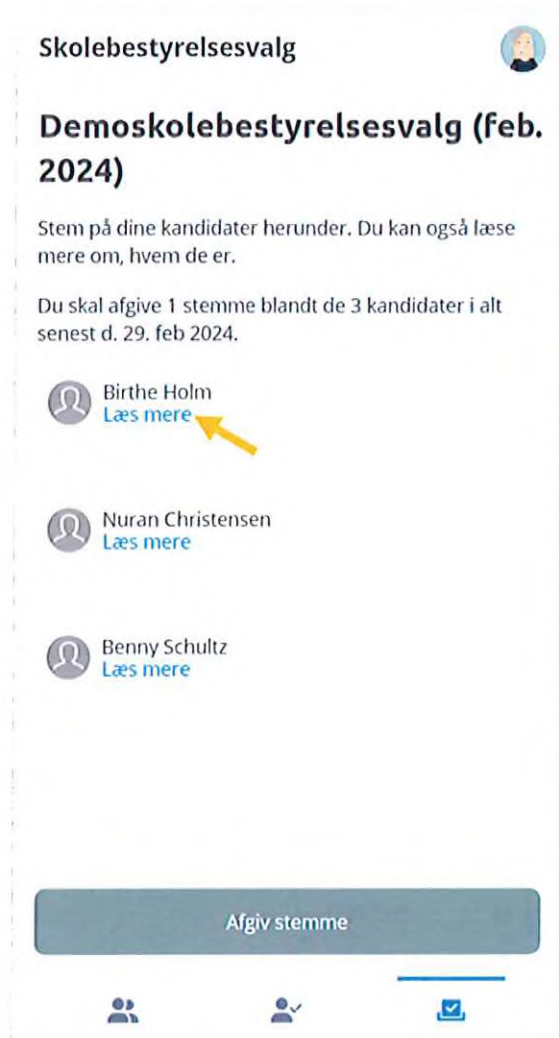 Skolebestyrelsesvalg
Demoskolebestyrelsesvalg (feb.
2024)
Stem på dine kandidater herunder. Du kan også læse
mere om, hvem de er.
Du skal afgive 1 stemme blandt de 3 kandidater i alt
senest d. 29. feb 2024.
Birthe Holm
Læs mere
Nuran Christensen
Læs mere
Benny Schultz
Læs mere
Afgiv stemme